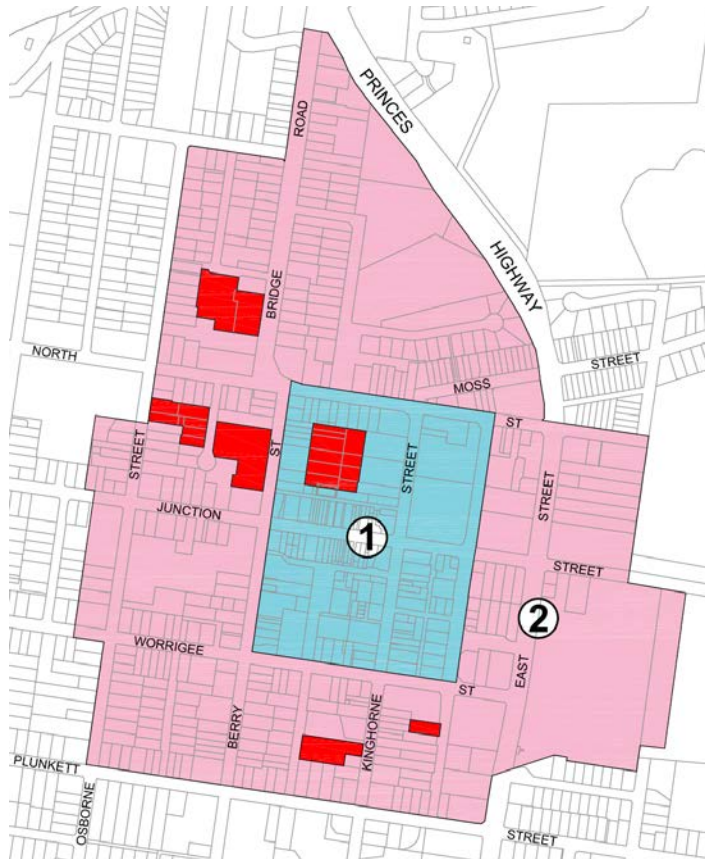 PRINCES
ROAD
HIGHWAY
BRIDGE
NORTH
STREET
MOSS
ST
STREET
ST
STREET
STREET
JUNCTION
1
STREET
2
WORRIGEE
EAST
ST
BERRY
KINGHORNE
PLUNKETT
OSBORNE
STREET